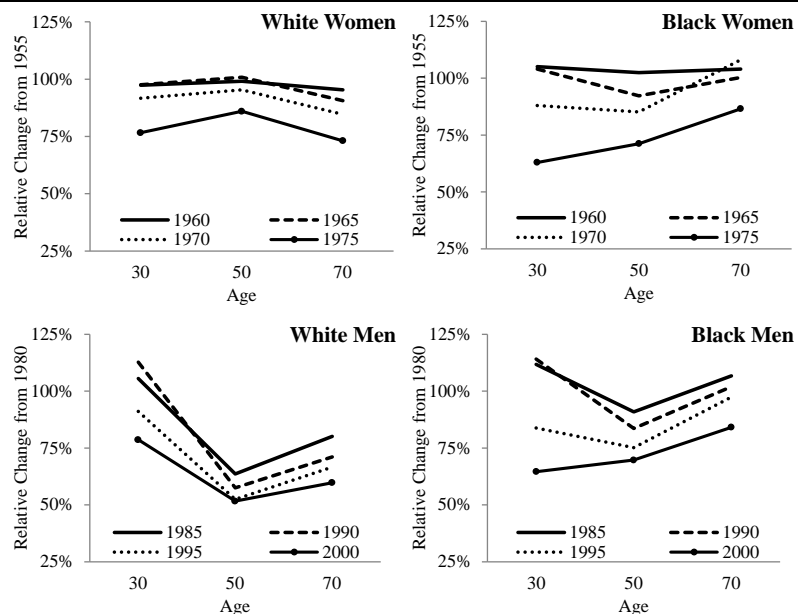 White Women
Relative Change from 1955
125%
100%
75%
50%
25%
1960 1965
1970 1975
30 50 70
Age
Black Women
Relative Change from 1955
125%
100%
75%
50%
25%
1960 1965
1970 1975
30 50 70
Age
White Men
Relative Change from 1980
125%
100%
75%
50%
25%
1985 1990
1995 2000
30 50 70
Age
Black Men
Relative Change from 1980
125%
100%
75%
50%
25%
1985 1990
1995 2000
30 50 70
Age